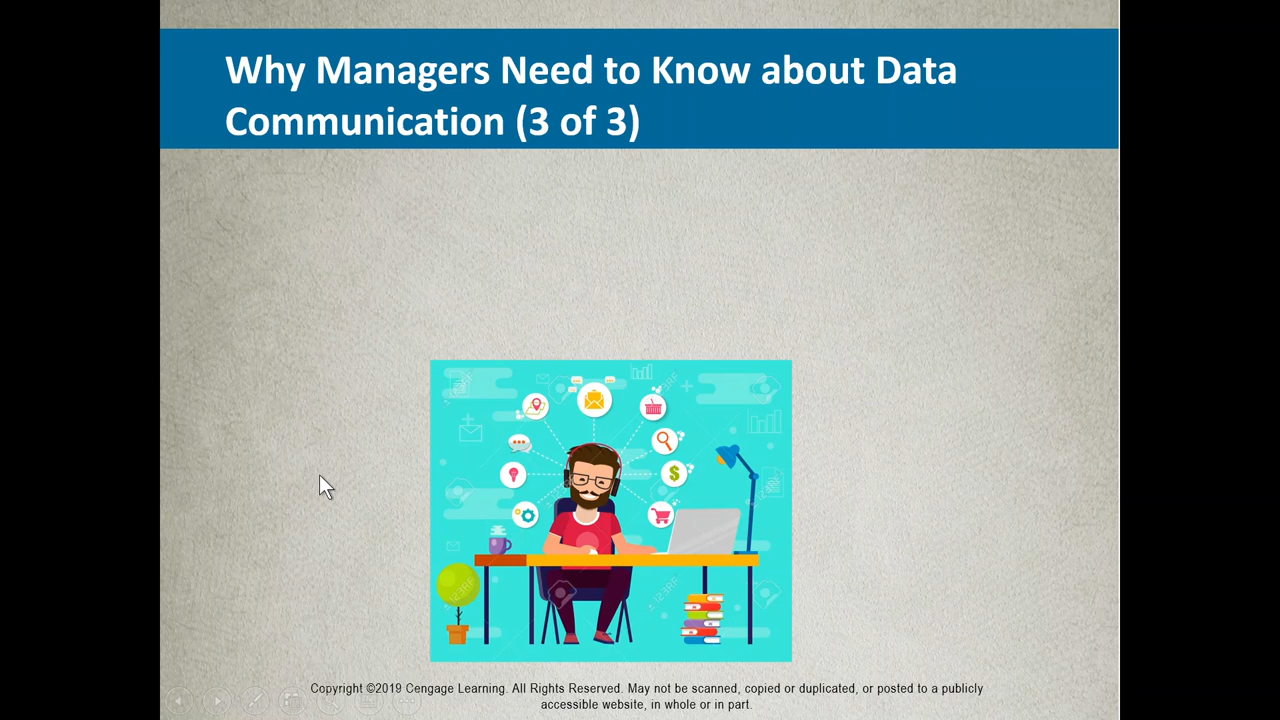 Why Managers Need to Know about Data
Communication (3 of 3)
$
123RF
Copyright ©2019 Cengage Learning. All Rights Reserved. May not be scanned, copied or duplicated, or posted to a publicly
accessible website, in whole or in part.